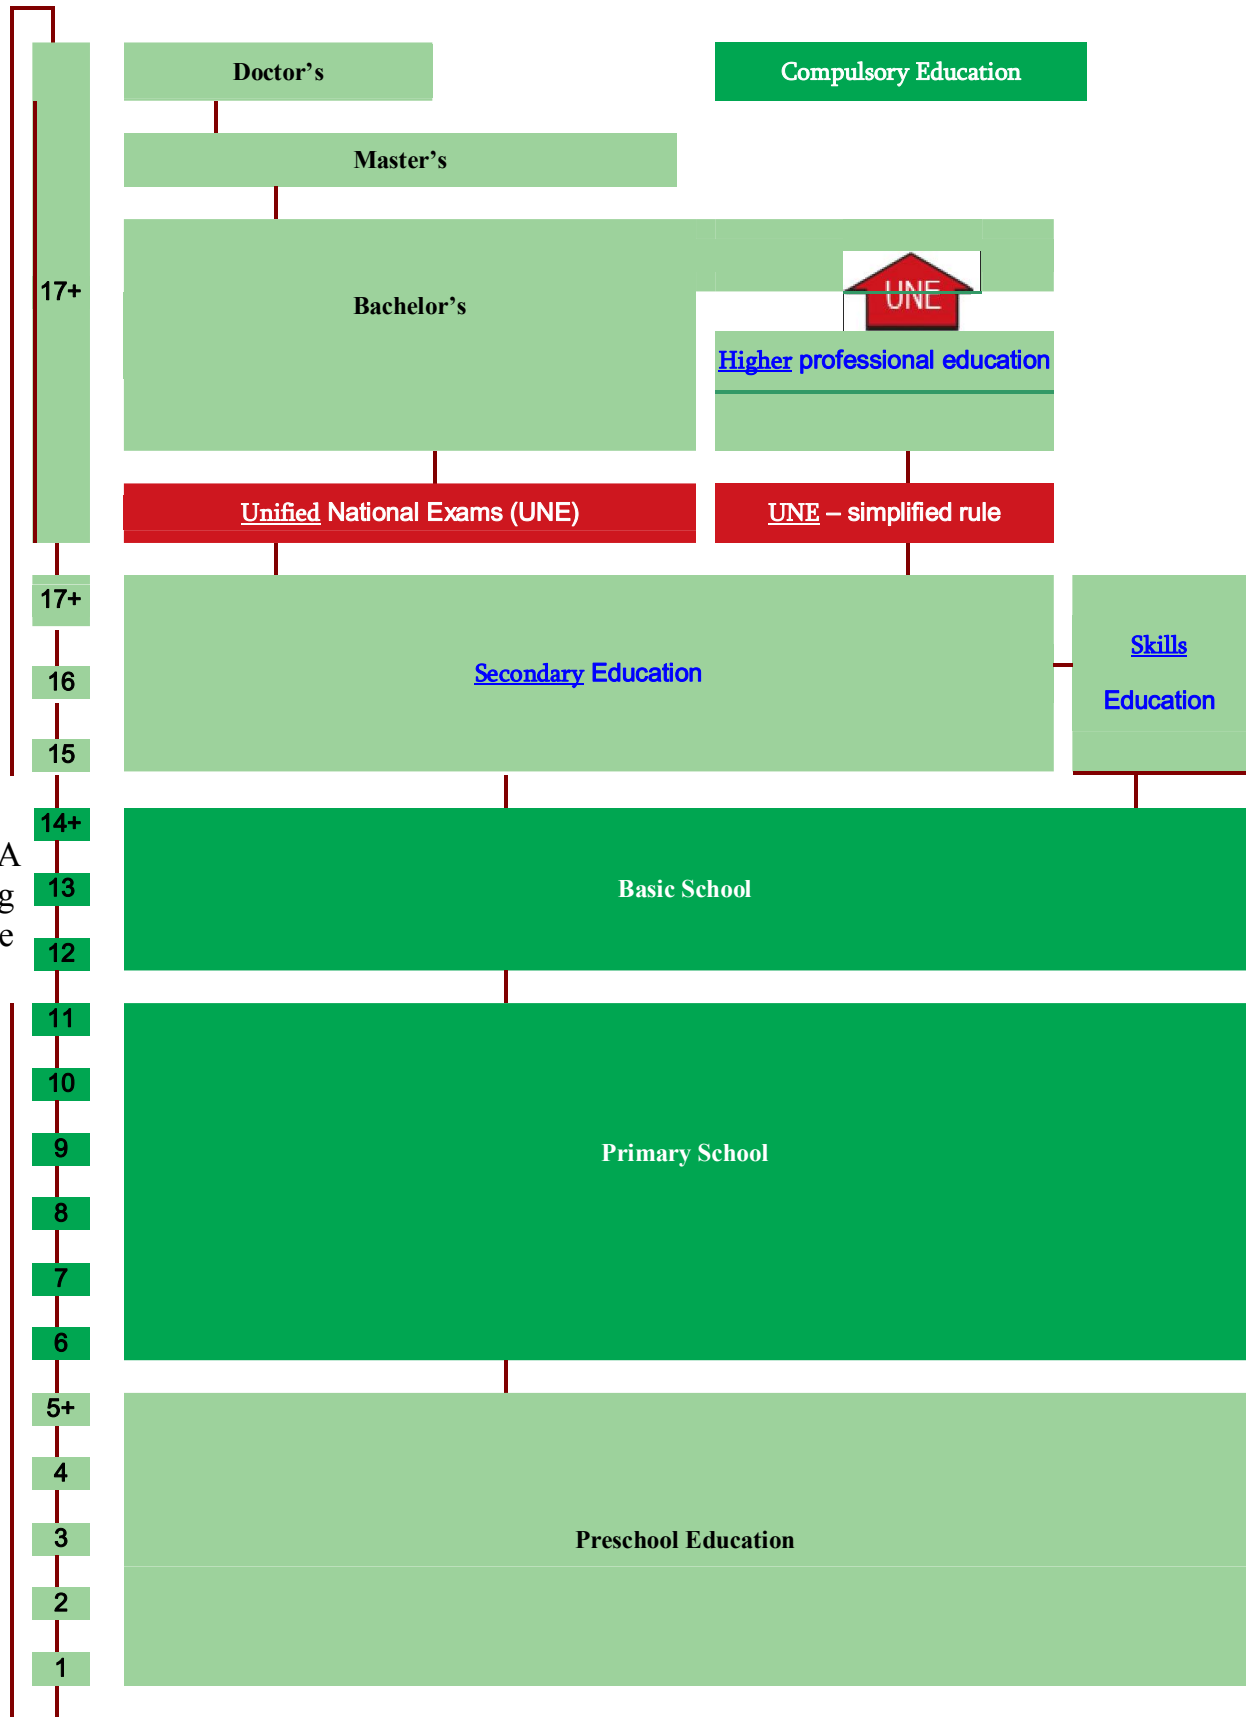 Doctor’s
Compulsory Education
Master’s
17+
Bachelor’s
UNE
Higher professional education
Unified National Exams (UNE)
UNE – simplified rule
17+
16
15
Secondary Education
Skills
Education
14+
A
13
g
Basic School
e
12
11
10
9
Primary School
8
7
6
5+
4
3
Preschool Education
2
1